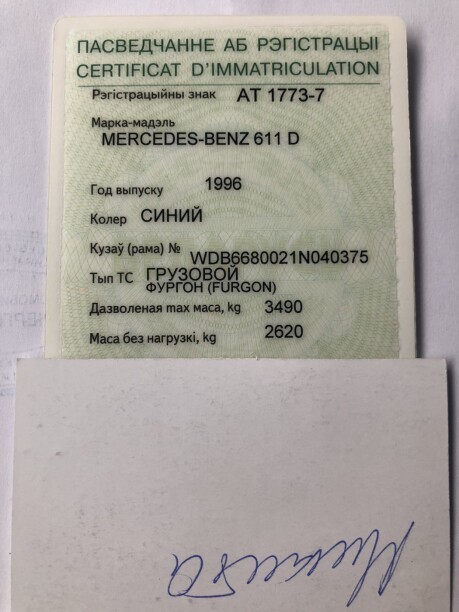 ПАСВЕДЧАННЕ АБ РЭГІСТРАЦЫІ
CERTIFICAT D'IMMATRICULATION
Рэгістрацыйны знак AT 1773-7
Марка-мадэль
MERCEDES-BENZ 611 D
Год выпуску 1996
Колер СИНИЙ
Кузаў (рама) № WDB6680021N040375
Тып ТС ГРУЗОВОЙ
ФУРГОН (FURGON)
Дазволеная max маса, kg 3490
Маса без нагрузкі, kg 2620